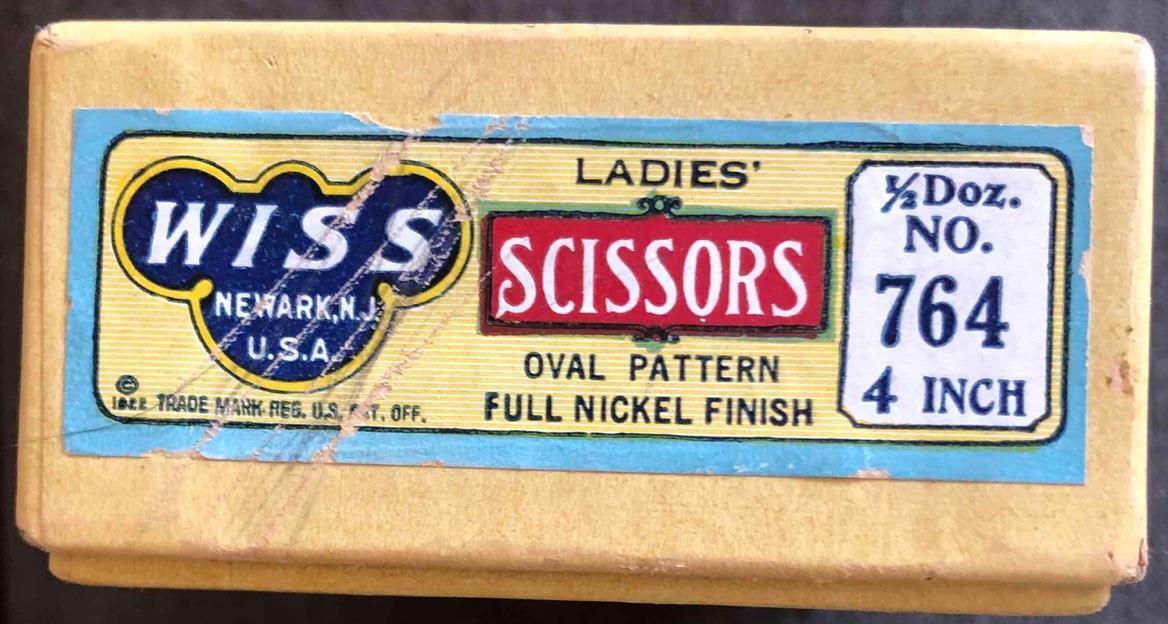 WISS
NEWARK, N.J.
U.S.A.
©
1922 TRADE MARK REG. U.S. PAT. OFF.
LADIES'
SCISSORS
OVAL PATTERN
FULL NICKEL FINISH
½ Doz.
NO.
764
4 INCH